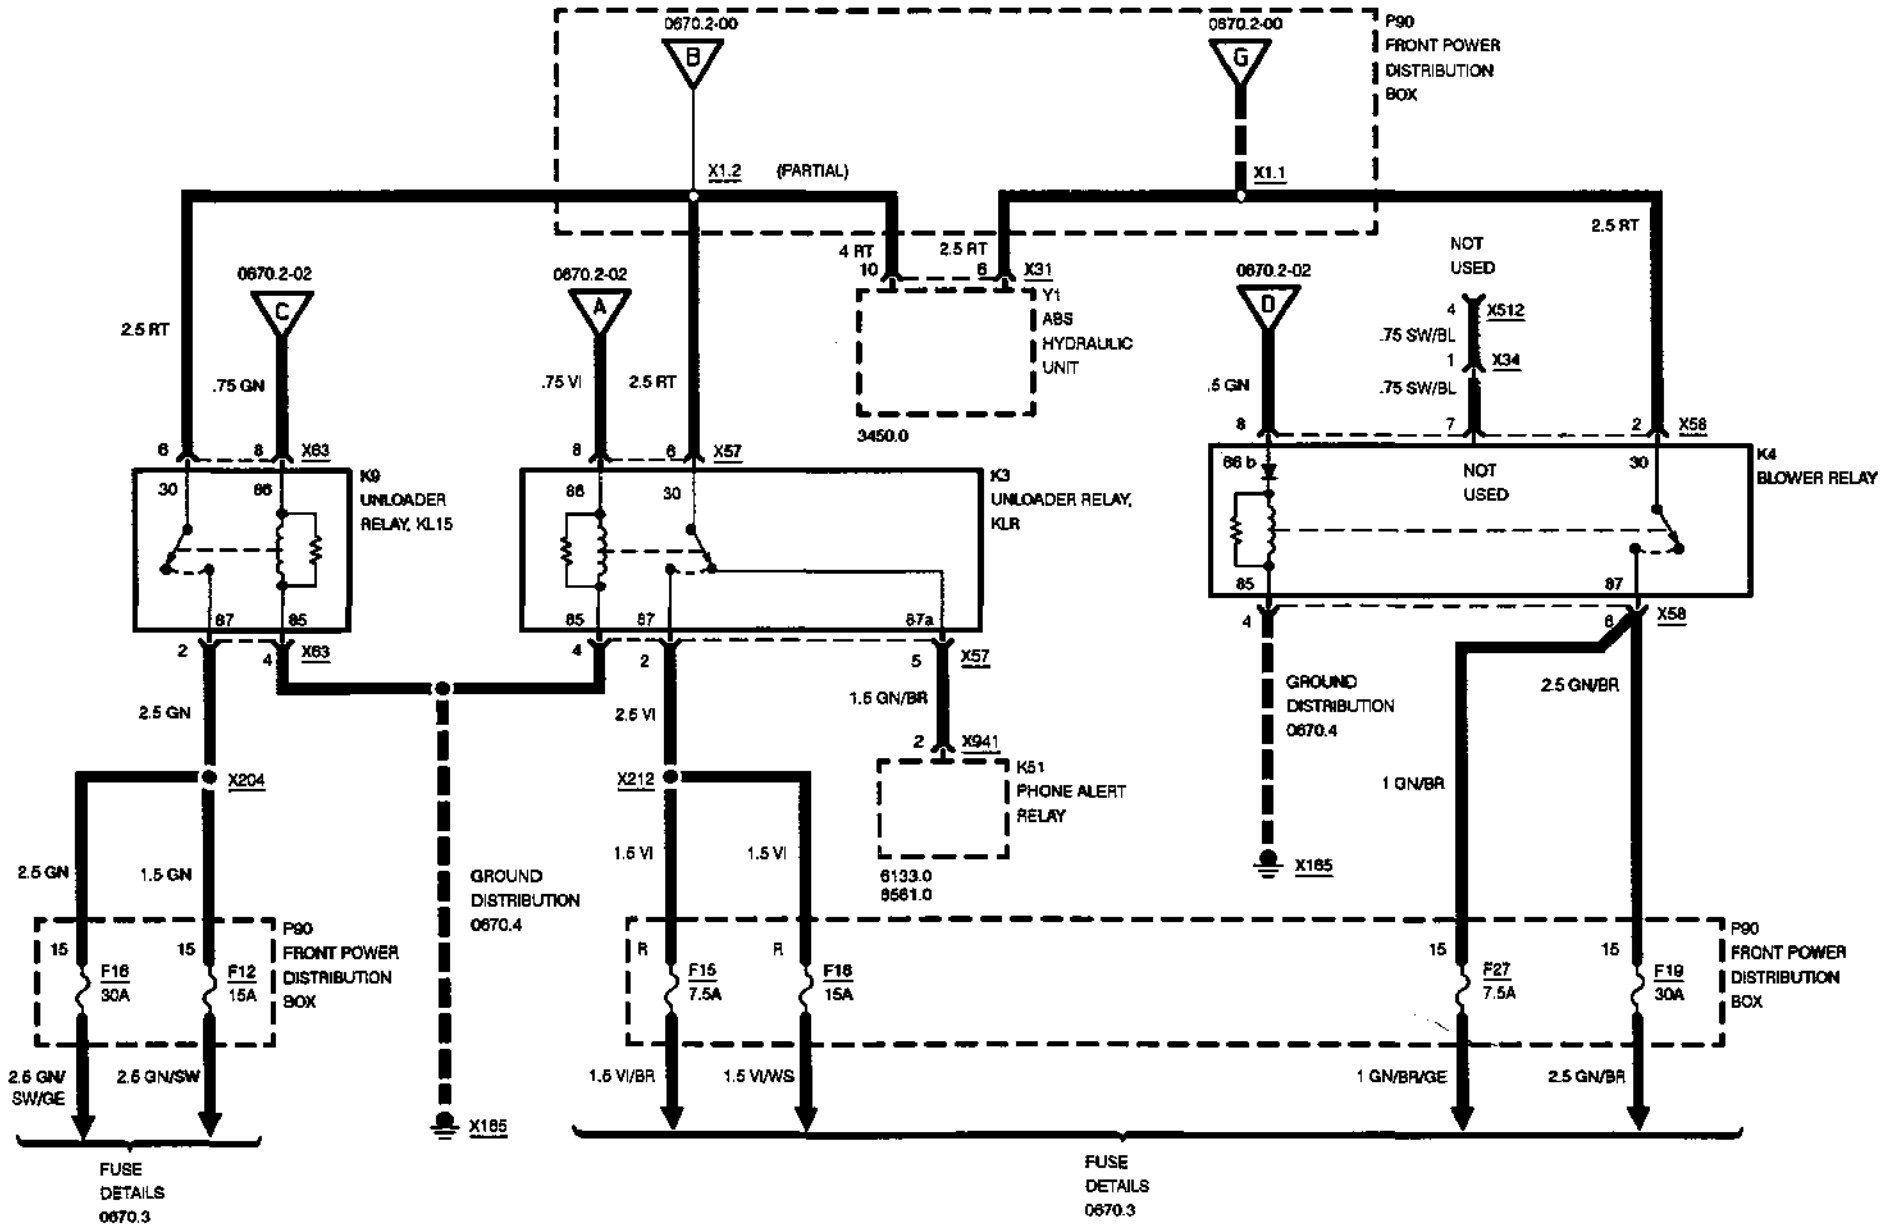 0670.2-00
B
0670.2-00
G
P90
FRONT POWER
DISTRIBUTION
BOX
X1.2 (PARTIAL)
X1.1
2.5 RT
4 RT
10
2.5 RT
6
X31
NOT
USED
0670.2-02
C
0670.2-02
A
0670.2-02
D
2.5 RT
.75 GN
.75 VI
2.5 RT
Y1
ABS
HYDRAULIC
UNIT
3450.0
4
X512
.75 SW/BL
1
X34
.75 SW/BL
.5 GN
6
8
X63
8
6
X57
8
7
2
X58
30
86
K9
UNLOADER
RELAY, KL15
86
30
K3
UNLOADER RELAY,
KLR
86 b
NOT
USED
30
K4
BLOWER RELAY
87
85
85
87
87a
85
87
2
4
X63
4
2
5
X57
4
6
X58
2.5 GN
2.5 VI
1.5 GN/BR
GROUND
DISTRIBUTION
0670.4
2.5 GN/BR
2
X941
X204
X212
K51
PHONE ALERT
RELAY
1 GN/BR
2.5 GN
1.5 GN
GROUND
DISTRIBUTION
0670.4
1.5 VI
1.5 VI
6133.0
8561.0
X165
15
15
F16
30A
F12
15A
P90
FRONT POWER
DISTRIBUTION
BOX
R
R
F15
7.5A
F18
15A
15
15
F27
7.5A
F19
30A
P90
FRONT POWER
DISTRIBUTION
BOX
2.5 GN/
SW/GE
2.5 GN/SW
X165
1.5 VI/BR
1.5 VI/WS
1 GN/BR/GE
2.5 GN/BR
FUSE
DETAILS
0670.3
FUSE
DETAILS
0670.3